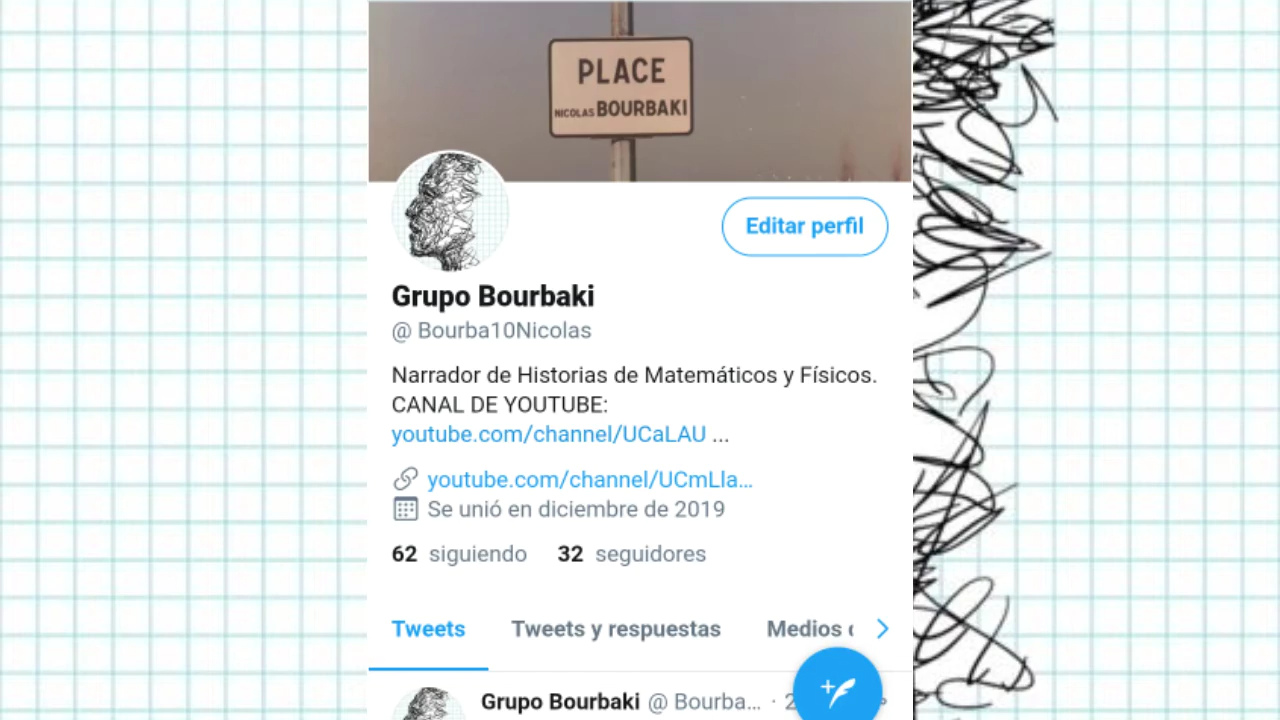 PLACE
NICOLAS BOURBAKI
Editar perfil
Grupo Bourbaki
@ Bourba10Nicolas
Narrador de Historias de Matemáticos y Físicos.
CANAL DE YOUTUBE:
youtube.com/channel/UCaLAU ...
youtube.com/channel/UCmLla...
Se unió en diciembre de 2019
62 siguiendo 32 seguidores
Tweets Tweets y respuestas Medios
Grupo Bourbaki @ Bourba... ·